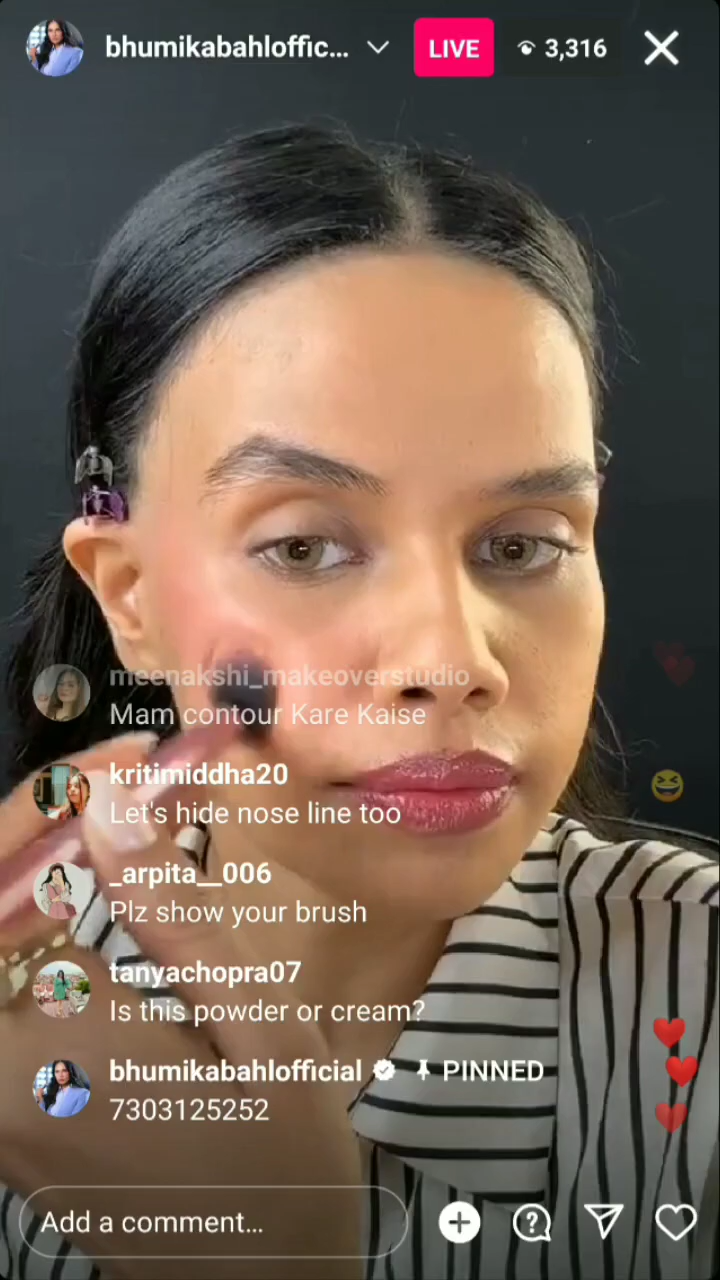 bhumikabahloffic...
LIVE
3,316
meenakshi_makeoverstudio
Mam contour Kare Kaise
kritimiddha20
Let's hide nose line too
_arpita__006
Plz show your brush
tanyachopra07
Is this powder or cream?
bhumikabahlofficial PINNED
7303125252
Add a comment...